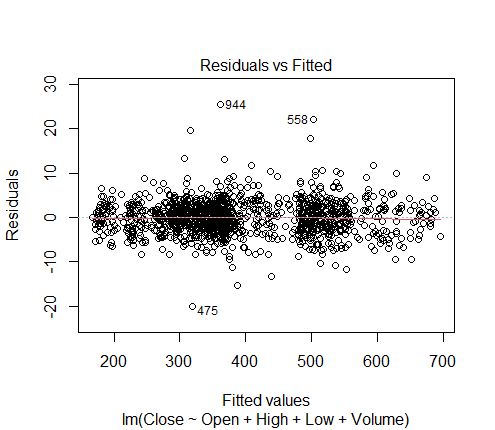 Residuals vs Fitted
30
20
10
0
-10
-20
Residuals
944
558
475
200 300 400 500 600 700
Fitted values
lm(Close ~ Open + High + Low + Volume)